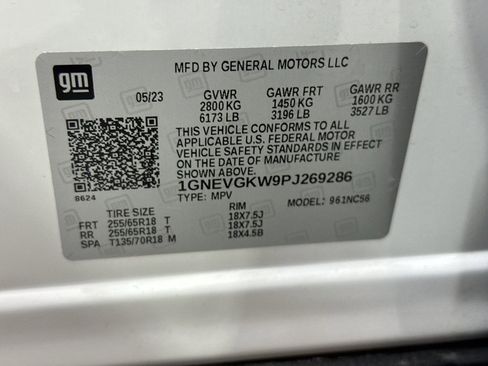 gm
MFD BY GENERAL MOTORS LLC
05/23 GVWR GAWR FRT GAWR RR
2800 KG 1450 KG 1600 KG
6173 LB 3196 LB 3527 LB
THIS VEHICLE CONFORMS TO ALL
APPLICABLE U.S. FEDERAL MOTOR
VEHICLE SAFETY STANDARDS IN
EFFECT ON THE DATE OF
MANUFACTURE SHOWN ABOVE.
1GNEVGKW9PJ269286
8624 TYPE: MPV MODEL: 961NC56
TIRE SIZE RIM
FRT 255/65R18 T 18X7.5J
RR 255/65R18 T 18X7.5J
SPA T135/70R18 M 18X4.5B